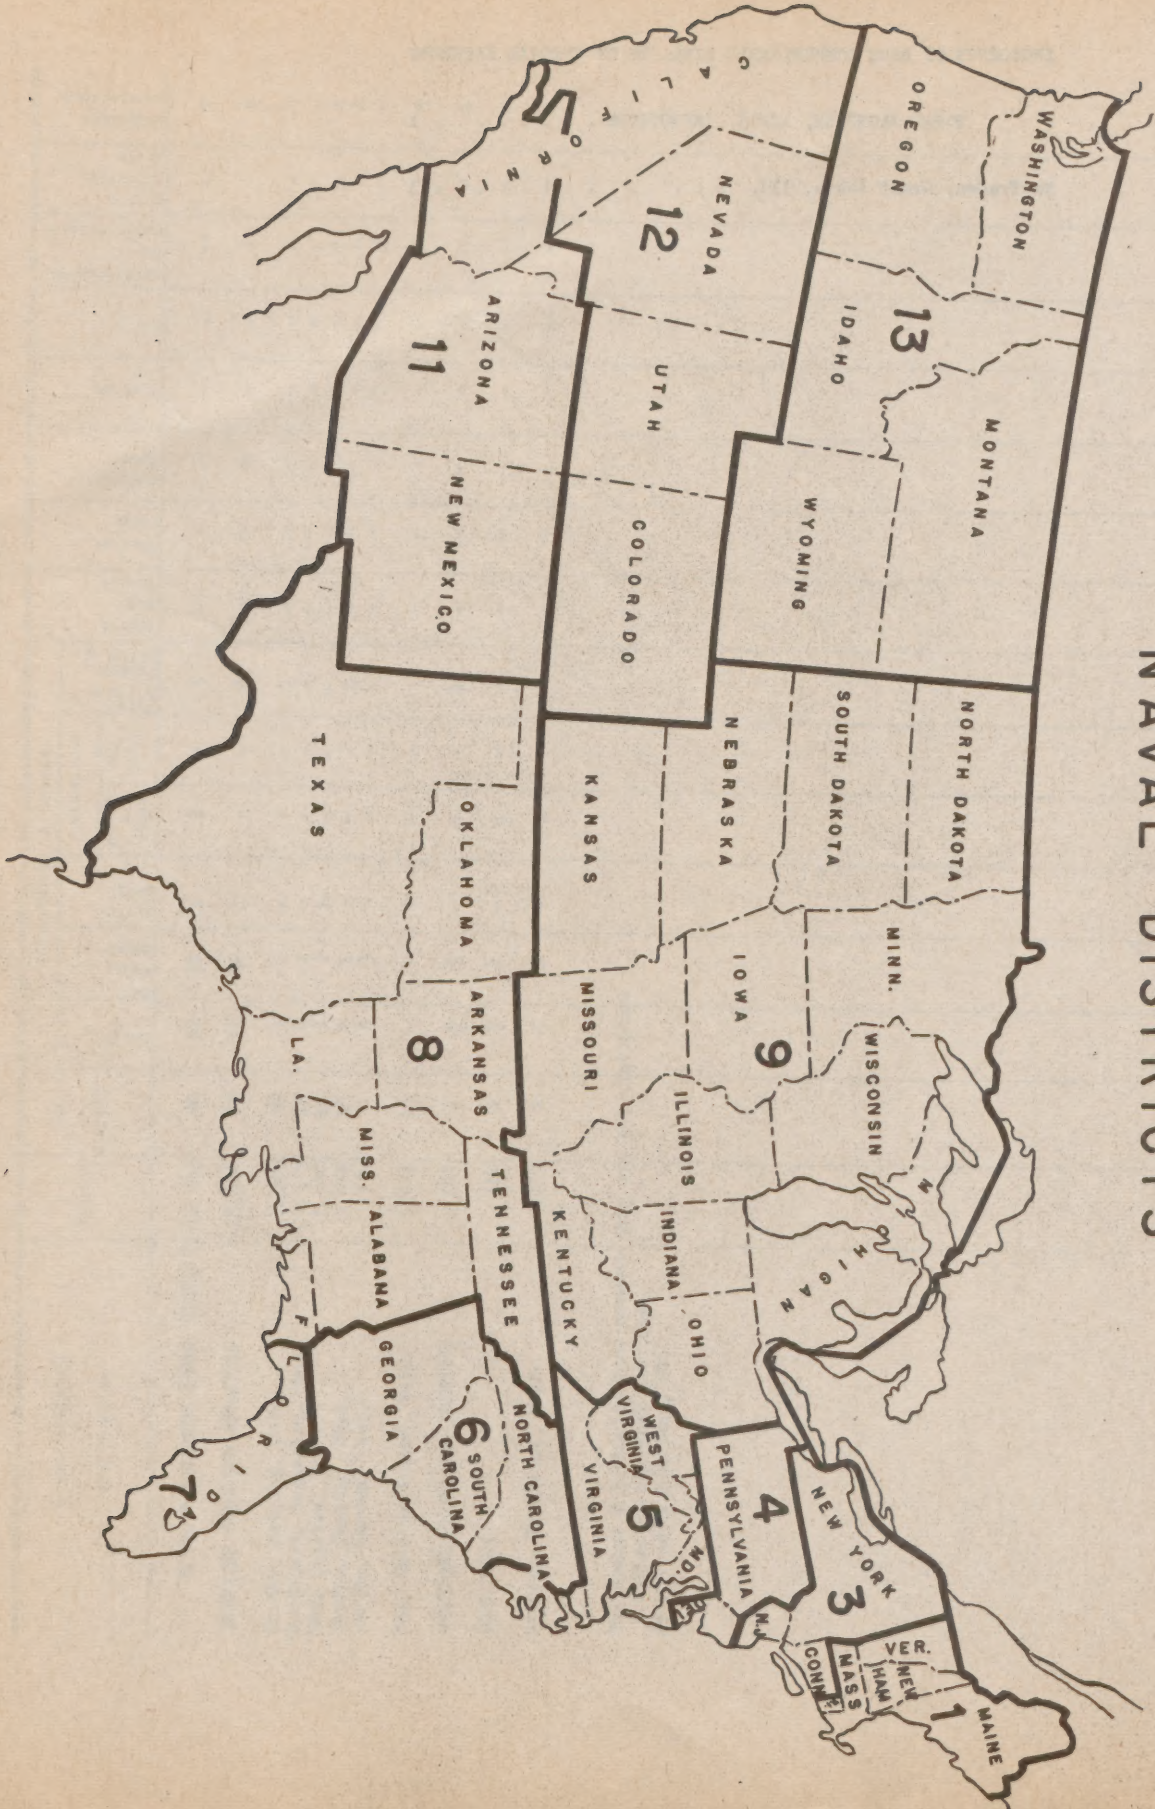 NAVAL DISTRICTS
WASHINGTON
OREGON
CALIFORNIA
NEVADA
12
IDAHO
13
MONTANA
WYOMING
UTAH
COLORADO
ARIZONA
11
NEW MEXICO
NORTH DAKOTA
SOUTH DAKOTA
NEBRASKA
KANSAS
OKLAHOMA
TEXAS
MINN.
IOWA
9
MISSOURI
ARKANSAS
8
LA.
WISCONSIN
ILLINOIS
MICHIGAN
INDIANA
OHIO
KENTUCKY
TENNESSEE
MISS.
ALABANA
GEORGIA
FLORIDA
7
6
SOUTH
CAROLINA
NORTH CAROLINA
WEST
VIRGINIA
VIRGINIA
5
MD.
PENNSYLVANIA
4
NEW YORK
3
N.J.
CONN
MASS
VER.
NEW
HAM
1
MAINE